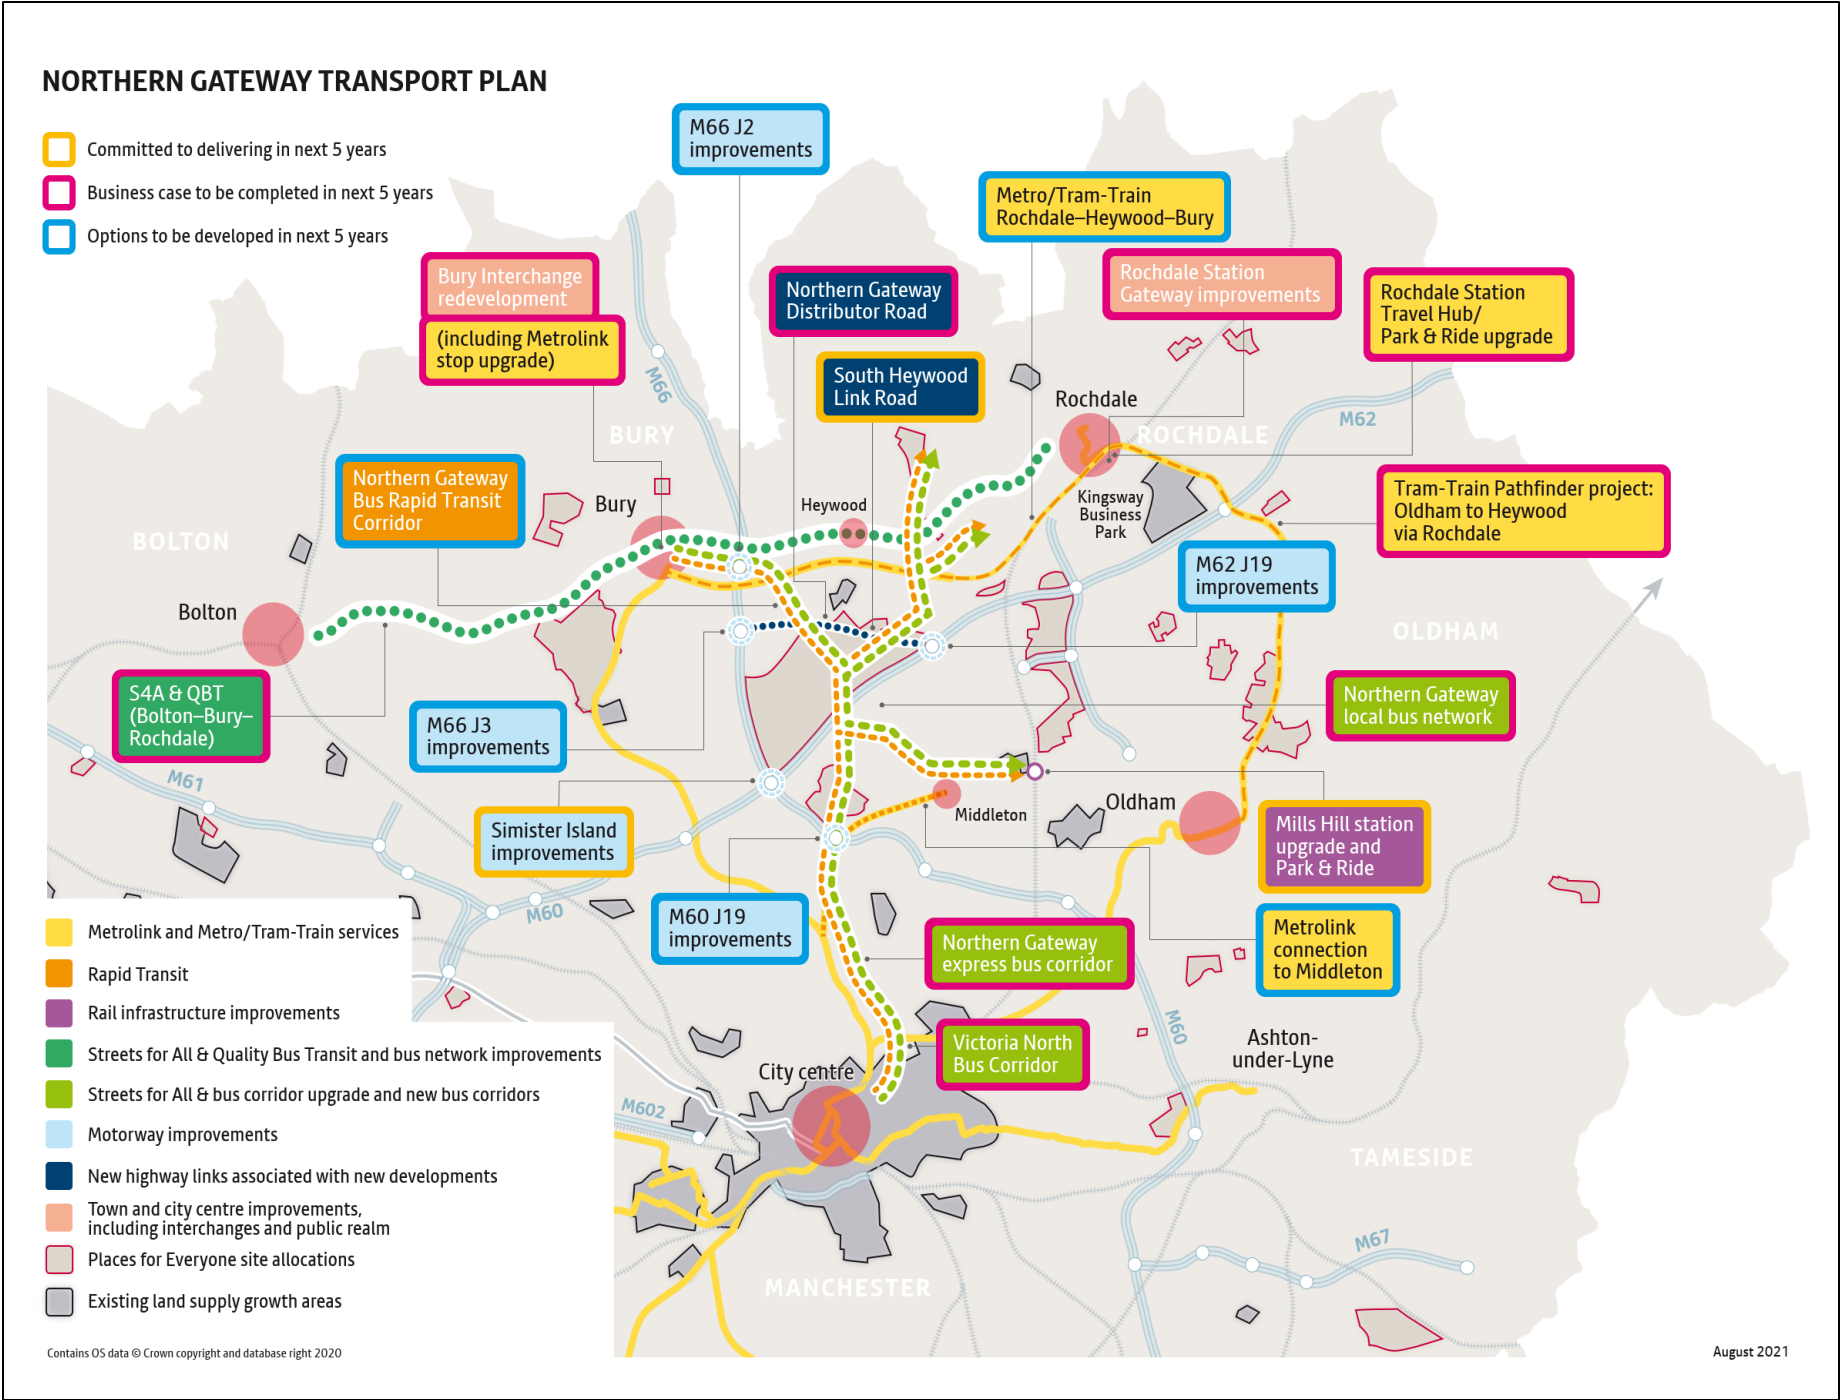 NORTHERN GATEWAY TRANSPORT PLAN
Committed to delivering in next 5 years
Business case to be completed in next 5 years
Options to be developed in next 5 years
M66 J2
improvements
Metro/Tram-Train
Rochdale–Heywood–Bury
Bury Interchange
redevelopment
(including Metrolink
stop upgrade)
Northern Gateway
Distributor Road
Rochdale Station
Gateway improvements
Rochdale Station
Travel Hub/
Park & Ride upgrade
South Heywood
Link Road
M66
Rochdale
M62
BURY
ROCHDALE
Northern Gateway
Bus Rapid Transit
Corridor
Bury
Heywood
Kingsway
Business
Park
Tram-Train Pathfinder project:
Oldham to Heywood
via Rochdale
BOLTON
M62 J19
improvements
Bolton
OLDHAM
S4A & QBT
(Bolton–Bury–
Rochdale)
M66 J3
improvements
Northern Gateway
local bus network
M61
Simister Island
improvements
Middleton
Oldham
Mills Hill station
upgrade and
Park & Ride
M60
M60 J19
improvements
Northern Gateway
express bus corridor
Metrolink
connection
to Middleton
M60
Victoria North
Bus Corridor
Ashton-
under-Lyne
City centre
M602
TAMESIDE
M67
MANCHESTER
Metrolink and Metro/Tram-Train services
Rapid Transit
Rail infrastructure improvements
Streets for All & Quality Bus Transit and bus network improvements
Streets for All & bus corridor upgrade and new bus corridors
Motorway improvements
New highway links associated with new developments
Town and city centre improvements,
including interchanges and public realm
Places for Everyone site allocations
Existing land supply growth areas
Contains OS data © Crown copyright and database right 2020
August 2021